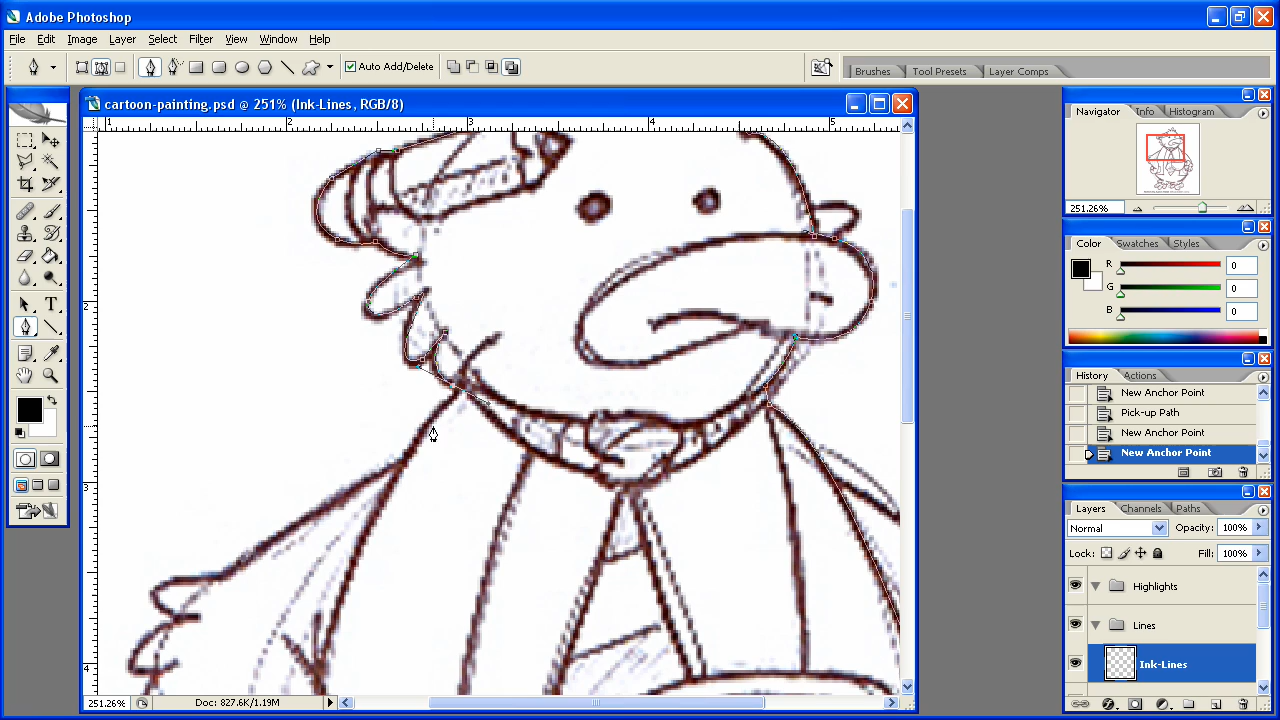 Adobe Photoshop
File Edit Image Layer Select Filter View Window Help
Auto Add/Delete
Brushes Tool Presets Layer Comps
cartoon-painting.psd @ 251% (Ink-Lines, RGB/8)
1 2 3 4 5
2
3
4
251.26% Doc: 827.6K/1.19M
Navigator Info Histogram
251.26%
Color Swatches Styles
R 0
G 0
B 0
History Actions
New Anchor Point
Pick-up Path
New Anchor Point
New Anchor Point
Layers Channels Paths
Normal Opacity: 100%
Lock: Fill: 100%
Highlights
Lines
Ink-Lines